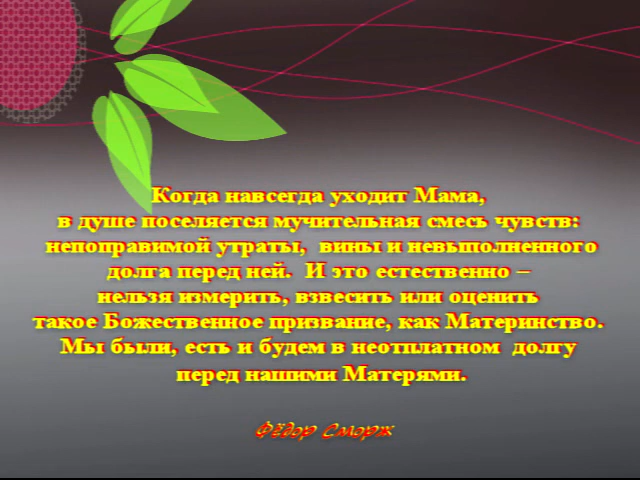 Когда навсегда уходит Мама,
в душе поселяется мучительная смесь чувств:
непоправимой утраты, вины и невыполненного
долга перед ней. И это естественно –
нельзя измерить, взвесить или оценить
такое Божественное призвание, как Материнство.
Мы были, есть и будем в неотплатном долгу
перед нашими Матерями.
Фёдор Сморж